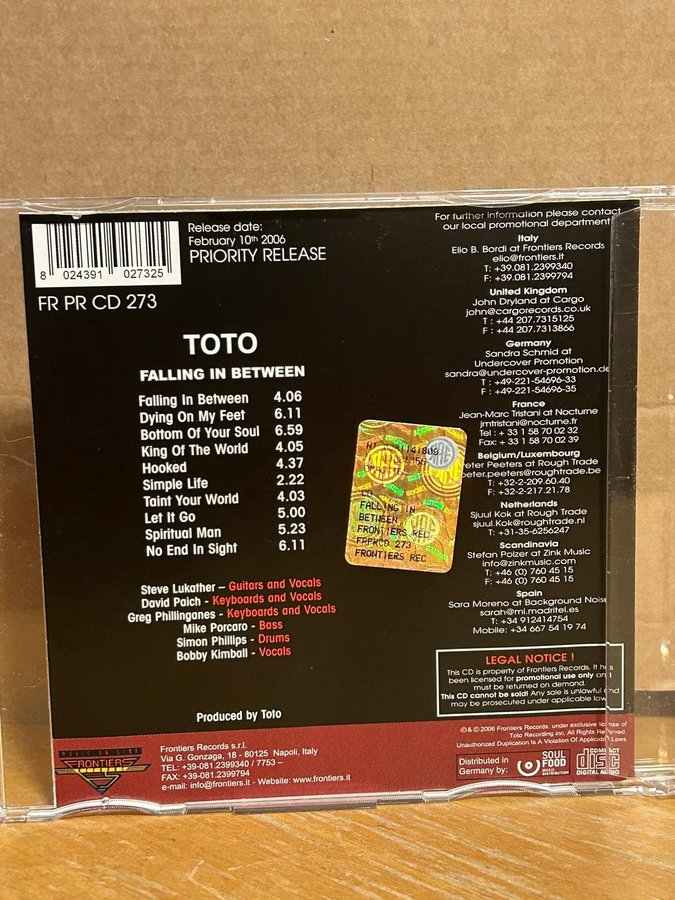 8 024391 027325
Release date:
February 10th 2006
PRIORITY RELEASE
FR PR CD 273
TOTO
FALLING IN BETWEEN
Falling In Between 4.06
Dying On My Feet 6.11
Bottom Of Your Soul 6.59
King Of The World 4.05
Hooked 4.37
Simple Life 2.22
Taint Your World 4.03
Let It Go 5.00
Spiritual Man 5.23
No End In Sight 6.11
Steve Lukather – Guitars and Vocals
David Paich - Keyboards and Vocals
Greg Phillinganes - Keyboards and Vocals
Mike Porcaro - Bass
Simon Phillips - Drums
Bobby Kimball - Vocals
Produced by Toto
CD
FALLING IN
BETWEEN
FRONTIERS REC
FRPRCD 273
FRONTIERS REC
For further information please contact
our local promotional department
Italy
Elio B. Bordi at Frontiers Records
elio@frontiers.it
T: +39.081.2399340
F: +39.081.2399794
United Kingdom
John Dryland at Cargo
john@cargorecords.co.uk
T : +44 207.7315125
F : +44 207.7313866
Germany
Sandra Schmid at
Undercover Promotion
sandra@undercover-promotion.de
T : +49-221-54696-33
F : +49-221-54696-35
France
Jean-Marc Tristani at Nocturne
jmtristani@nocturne.fr
Tel : + 33 1 58 70 02 32
Fax: + 33 1 58 70 02 39
Belgium/Luxembourg
Peter Peeters at Rough Trade
peter.peeters@roughtrade.be
T: +32-2-209.60.40
F: +32-2-217.21.78
Netherlands
Sjuul Kok at Rough Trade
Sjuul.Kok@roughtrade.nl
T: +31-35-6256247
Scandinavia
Stefan Polzer at Zink Music
info@zinkmusic.com
T: +46 (0) 760 45 15
F: +46 (0) 760 45 15
Spain
Sara Moreno at Background Noise
sarah@ml.madritel.es
T: +34 912414754
Mobile: +34 667 54 19 74
LEGAL NOTICE !
This CD is property of Frontiers Records. It has
been licensed for promotional use only and
must be returned on demand.
This CD cannot be sold! Any sale is unlawful and
may be prosecuted under applicable law.
℗ & © 2006 Frontiers Records, under exclusive license of
Toto Recording inc. All Rights Reserved.
Unauthorized Duplication Is A Violation Of Applicable Laws
FRONTIERS
RECORDS
Frontiers Records s.r.l.
Via G. Gonzaga, 18 - 80125 Napoli, Italy
TEL: +39-081.2399340 / 7753 –
FAX: +39-081.2399794
e-mail: info@frontiers.it - Website: www.frontiers.it
Distributed in
Germany by:
SOUL
FOOD
MUSIC DISTRIBUTION
COMPACT
disc
DIGITAL AUDIO